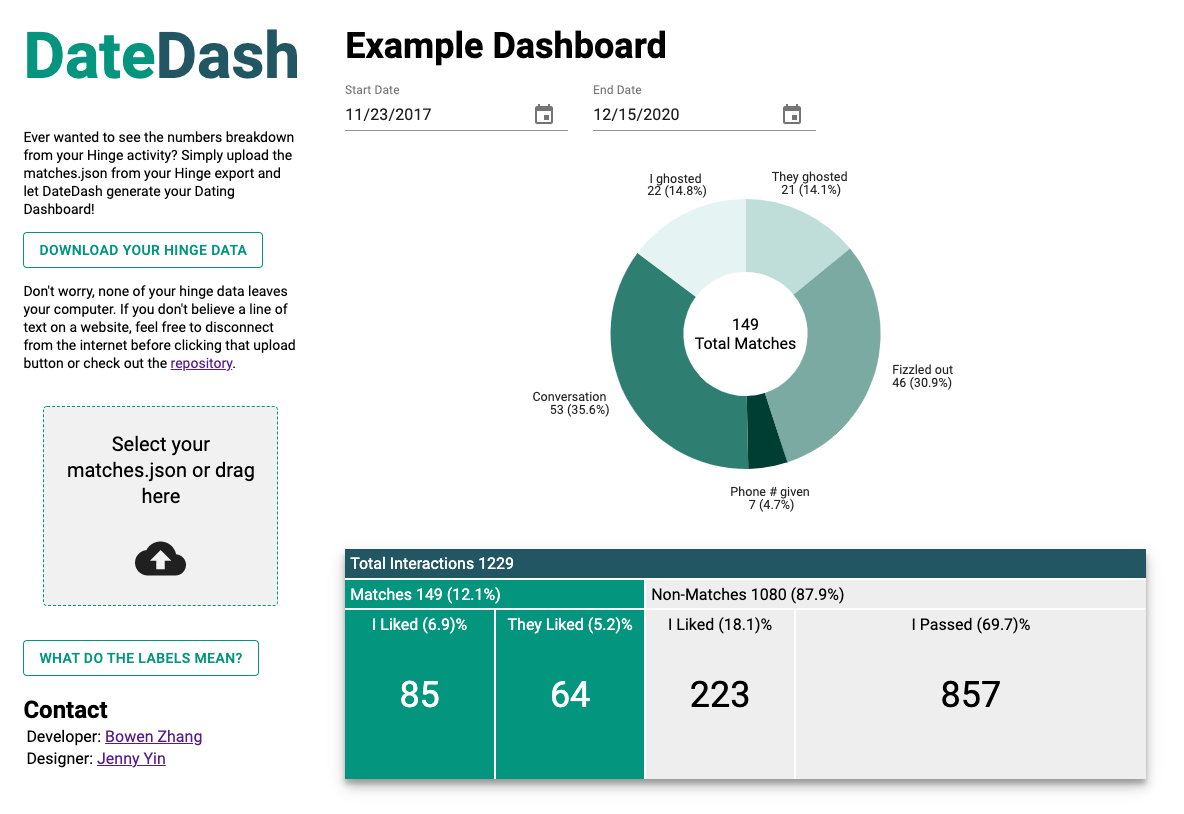 DateDash
Ever wanted to see the numbers breakdown
from your Hinge activity? Simply upload the
matches.json from your Hinge export and
let DateDash generate your Dating
Dashboard!
DOWNLOAD YOUR HINGE DATA
Don't worry, none of your hinge data leaves
your computer. If you don't believe a line of
text on a website, feel free to disconnect
from the internet before clicking that upload
button or check out the repository.
Select your
matches.json or drag
here
WHAT DO THE LABELS MEAN?
Contact
Developer: Bowen Zhang
Designer: Jenny Yin
Example Dashboard
Start Date
11/23/2017
End Date
12/15/2020
I ghosted
22 (14.8%)
They ghosted
21 (14.1%)
149
Total Matches
Fizzled out
46 (30.9%)
Conversation
53 (35.6%)
Phone # given
7 (4.7%)
Total Interactions 1229
Matches 149 (12.1%)
Non-Matches 1080 (87.9%)
I Liked (6.9)%
They Liked (5.2)%
I Liked (18.1)%
I Passed (69.7)%
85
64
223
857